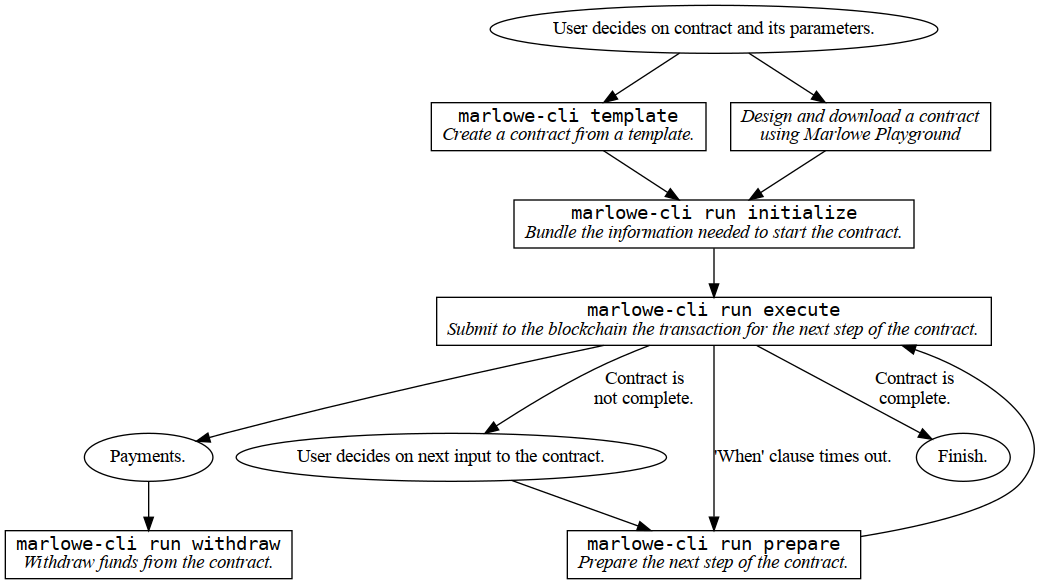 User decides on contract and its parameters.
marlowe-cli template
Create a contract from a template.
Design and download a contract
using Marlowe Playground
marlowe-cli run initialize
Bundle the information needed to start the contract.
marlowe-cli run execute
Submit to the blockchain the transaction for the next step of the contract.
Contract is
not complete.
Contract is
complete.
Payments.
User decides on next input to the contract.
'When' clause times out.
Finish.
marlowe-cli run withdraw
Withdraw funds from the contract.
marlowe-cli run prepare
Prepare the next step of the contract.